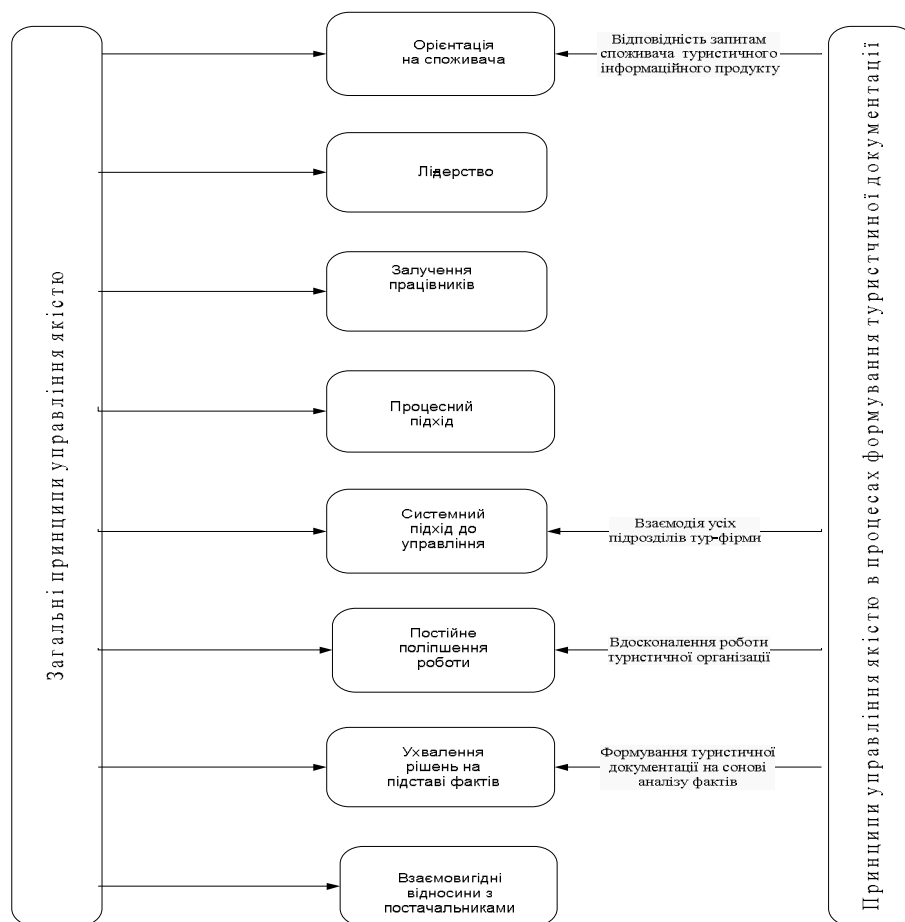 Загальні принципи управління якістю
Орієнтація
на споживача
Відповідність запитам
споживача туристичного
інформаційного продукту
Лідерство
Залучення
працівників
Процесний
підхід
Системний
підхід до
управління
Взаємодія усіх
підрозділів тур-фірми
Постійне
поліпшення
роботи
Вдосконалення роботи
туристичної організації
Ухвалення
рішень на
підставі фактів
Формування туристичної
документації на сонові
аналізу фактів
Взаємовигідні
відносини з
постачальниками
Принципи управління якістю в процесах формування туристчиної документації